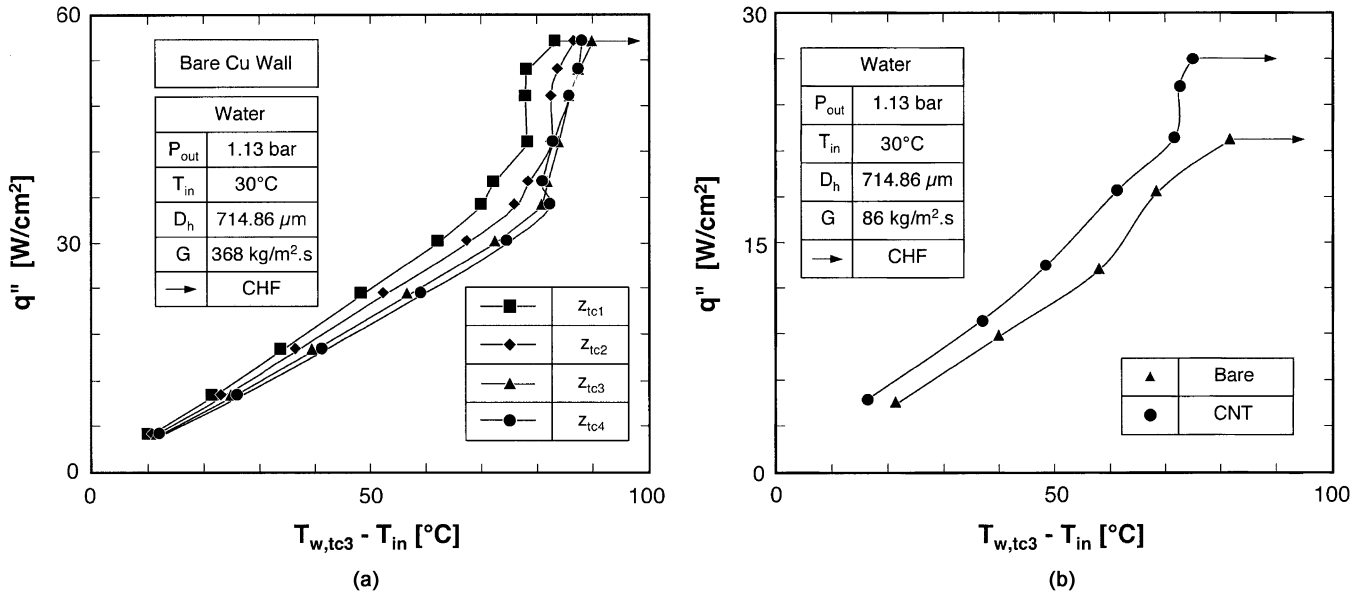 60
30
0
0
50
100
q" [W/cm²]
T_w,tc3 - T_in [°C]
(a)
Bare Cu Wall
Water
P_out 1.13 bar
T_in 30°C
D_h 714.86 µm
G 368 kg/m².s
CHF
z_tc1
z_tc2
z_tc3
z_tc4
30
15
0
0
50
100
q" [W/cm²]
T_w,tc3 - T_in [°C]
(b)
Water
P_out 1.13 bar
T_in 30°C
D_h 714.86 µm
G 86 kg/m².s
CHF
Bare
CNT